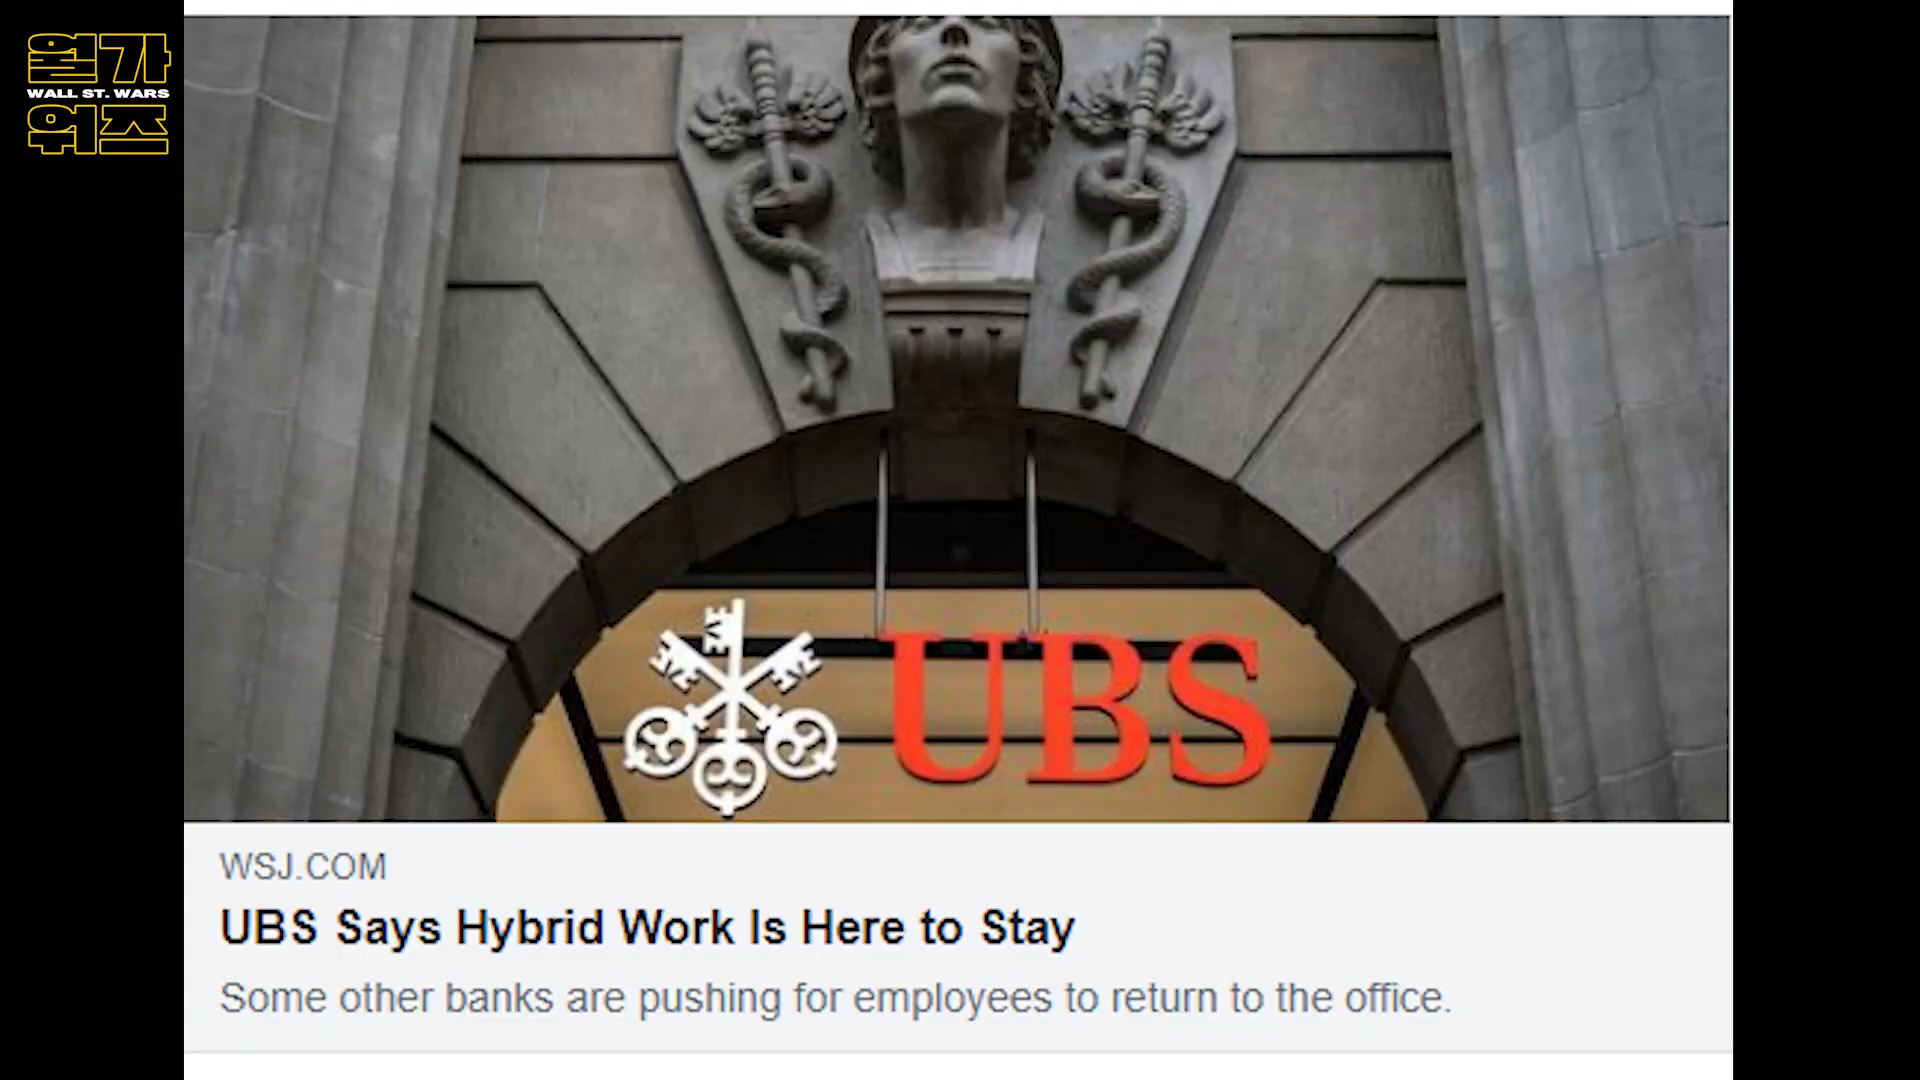 월가
WALL ST. WARS
워즈
UBS
WSJ.COM
UBS Says Hybrid Work Is Here to Stay
Some other banks are pushing for employees to return to the office.